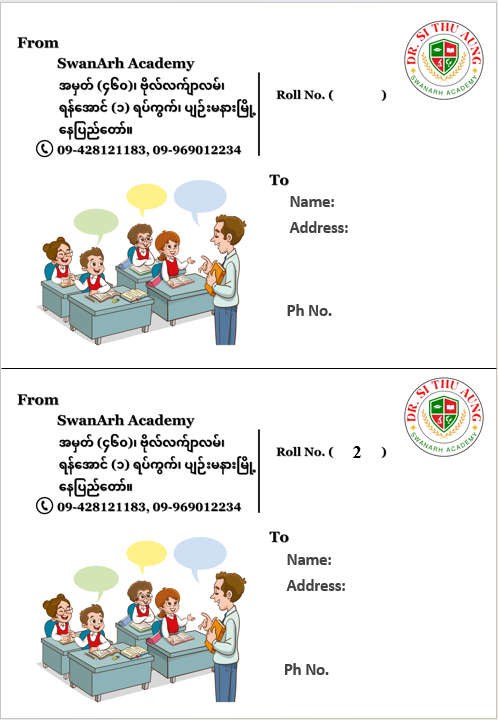 DR. SI THU AUNG
SWANARH ACADEMY
From
SwanArh Academy
အမှတ် (၄၆၀)၊ ဗိုလ်လက်ျာလမ်၊
ရန်အောင် (၁) ရပ်ကွက်၊ ပျဉ်းမနားမြို့
နေပြည်တော်။
09-428121183, 09-969012234
Roll No. ( )
To
Name:
Address:
Ph No.
DR. SI THU AUNG
SWANARH ACADEMY
From
SwanArh Academy
အမှတ် (၄၆၀)၊ ဗိုလ်လက်ျာလမ်၊
ရန်အောင် (၁) ရပ်ကွက်၊ ပျဉ်းမနားမြို့
နေပြည်တော်။
09-428121183, 09-969012234
Roll No. ( 2 )
To
Name:
Address:
Ph No.